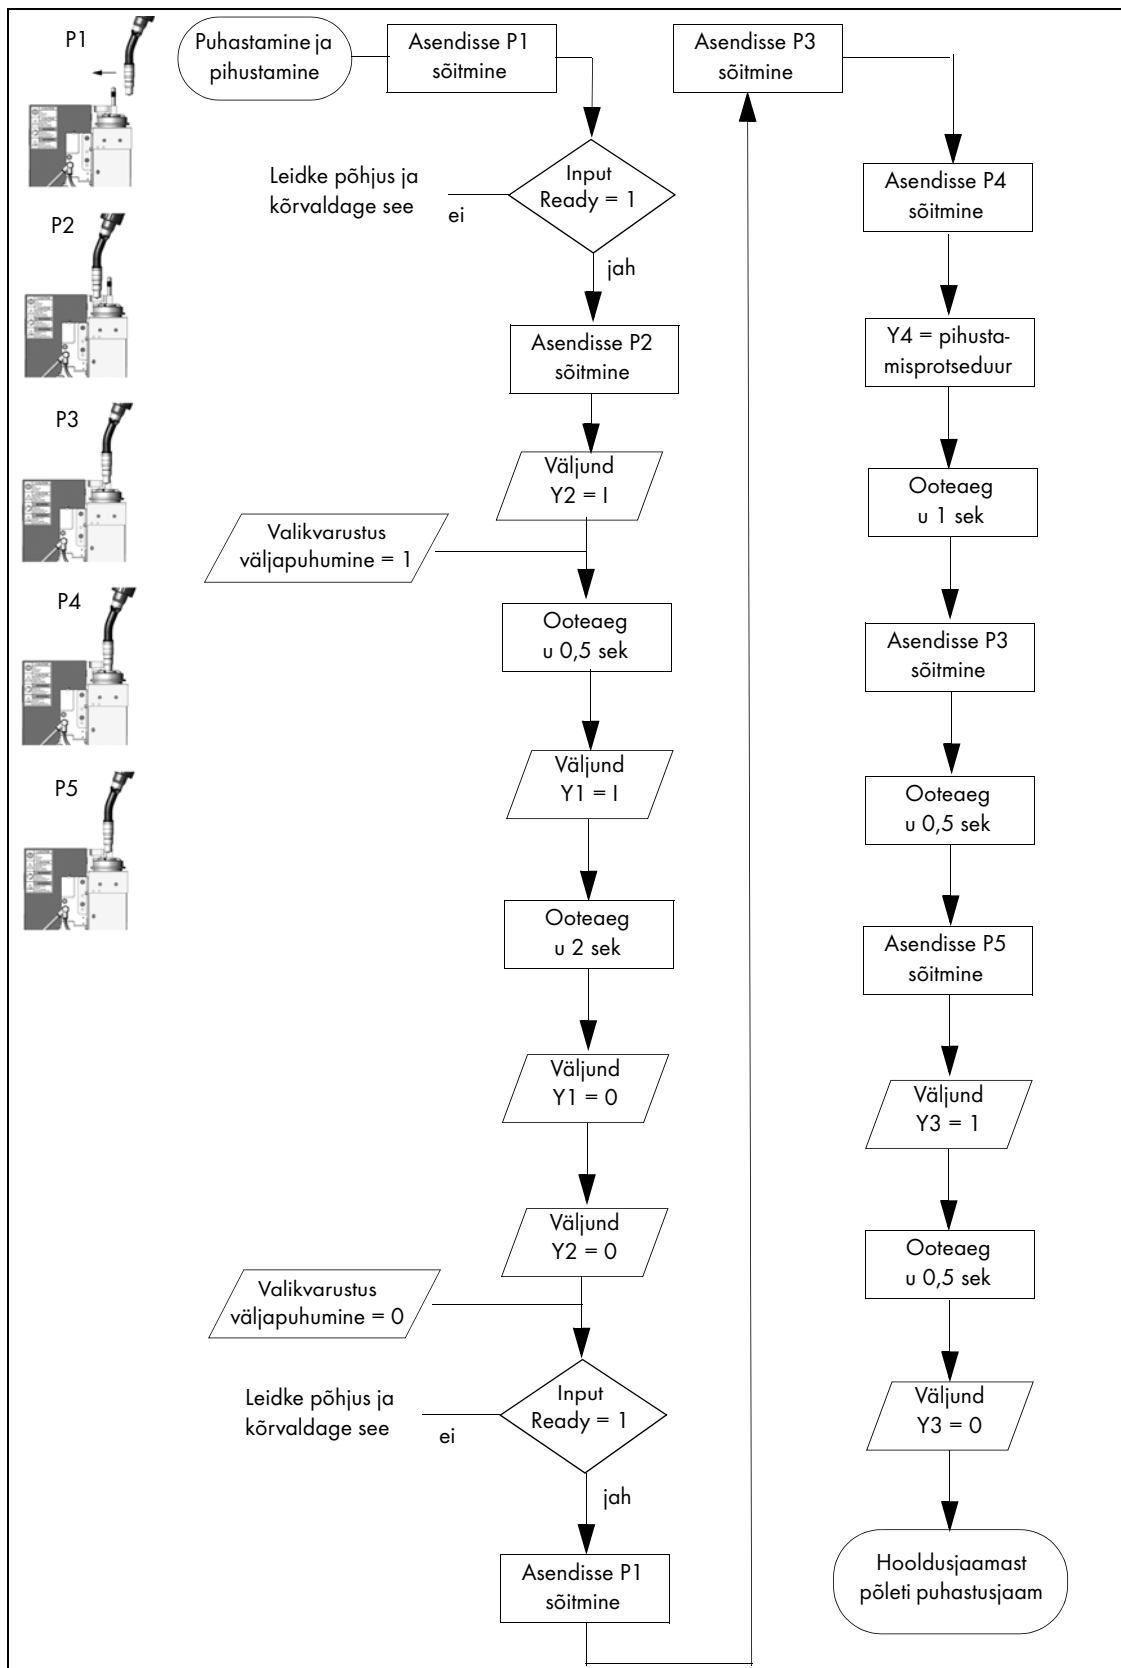 P1
P2
P3
P4
P5
Puhastamine ja
pihustamine
Asendisse P1
sõitmine
Input
Ready = 1
Leidke põhjus ja
kõrvaldage see
ei
jah
Asendisse P2
sõitmine
Väljund
Y2 = I
Valikvarustus
väljapuhumine = 1
Ooteaeg
u 0,5 sek
Väljund
Y1 = I
Ooteaeg
u 2 sek
Väljund
Y1 = 0
Väljund
Y2 = 0
Valikvarustus
väljapuhumine = 0
Input
Ready = 1
Leidke põhjus ja
kõrvaldage see
ei
jah
Asendisse P1
sõitmine
Asendisse P3
sõitmine
Asendisse P4
sõitmine
Y4 = pihusta-
misprotseduur
Ooteaeg
u 1 sek
Asendisse P3
sõitmine
Ooteaeg
u 0,5 sek
Asendisse P5
sõitmine
Väljund
Y3 = 1
Ooteaeg
u 0,5 sek
Väljund
Y3 = 0
Hooldusjaamast
põleti puhastusjaam